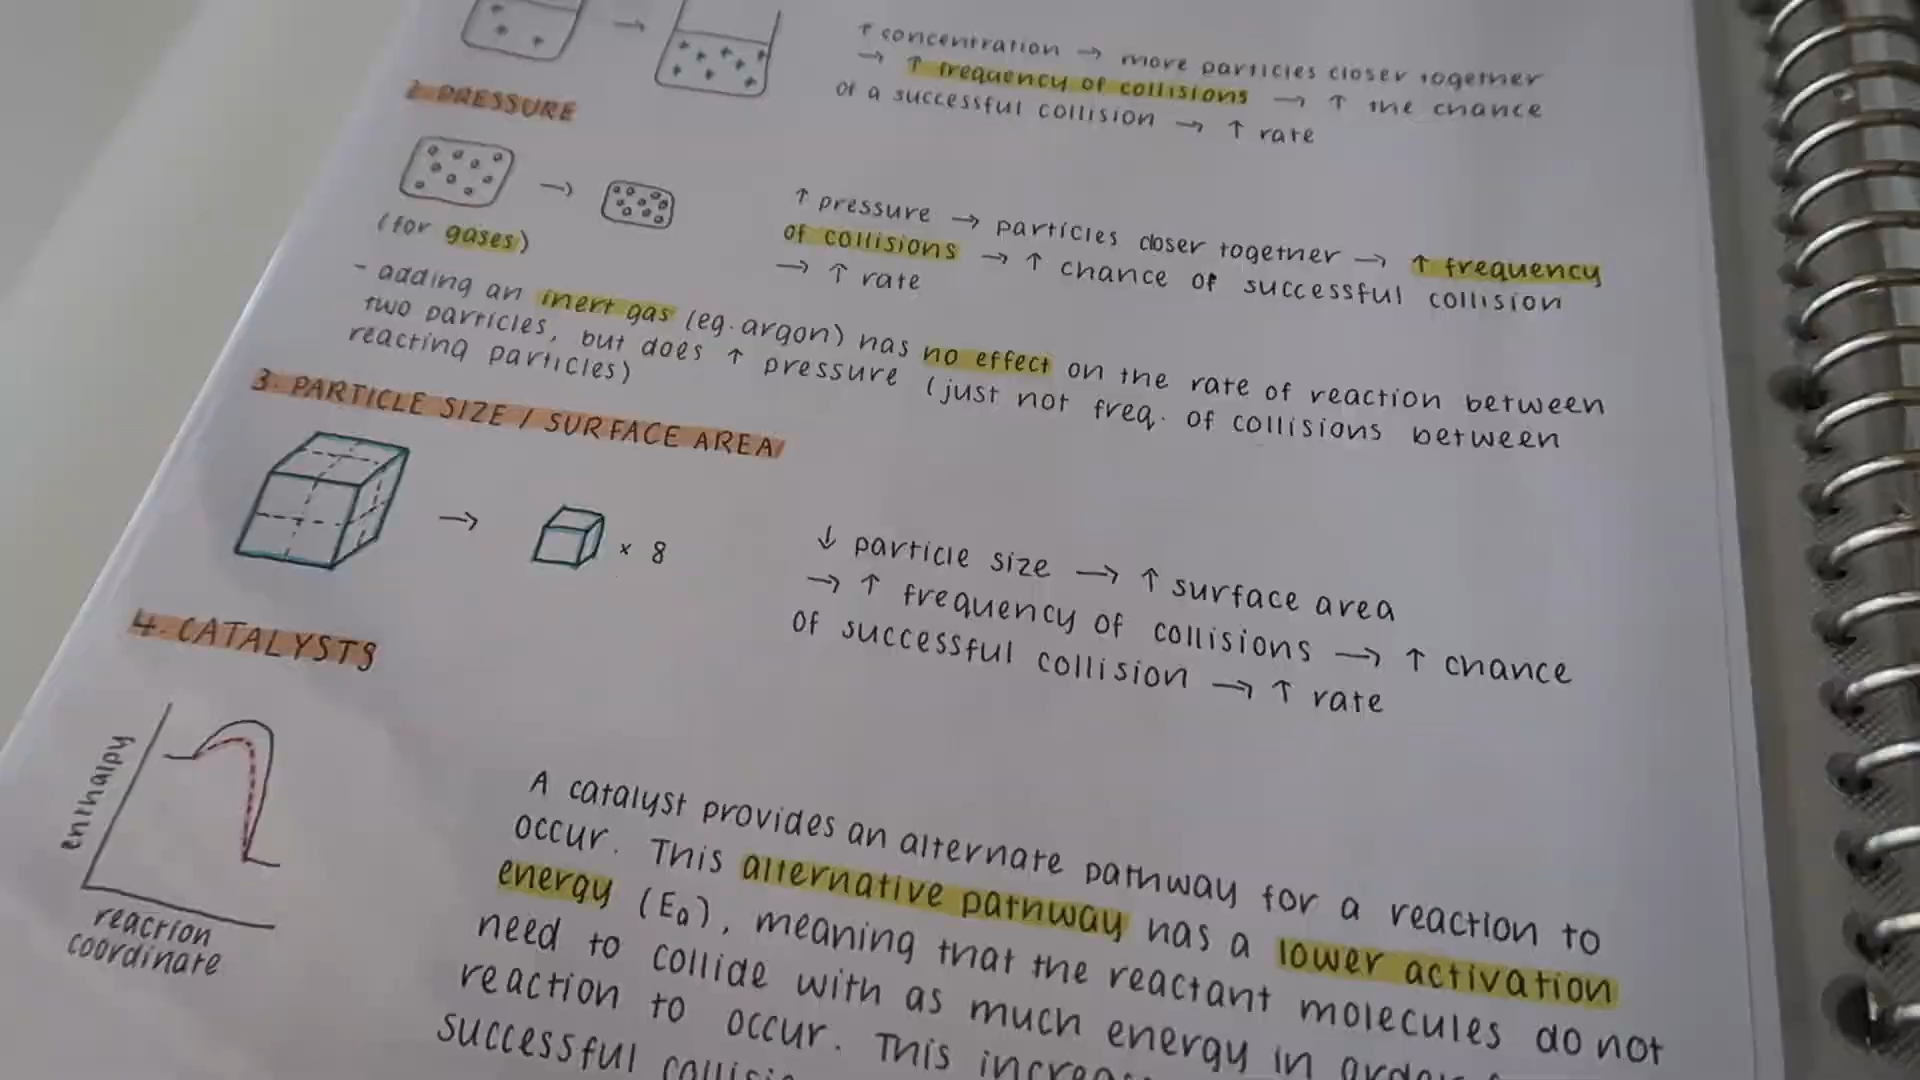 ↑ concentration → more particles closer together
→ ↑ frequency of collisions → ↑ the chance
of a successful collision → ↑ rate
2. PRESSURE
(for gases)
↑ pressure → particles closer together → ↑ frequency
of collisions → ↑ chance of successful collision
→ ↑ rate
- adding an inert gas (eg. argon) has no effect on the rate of reaction between
two particles, but does ↑ pressure (just not freq. of collisions between
reacting particles)
3. PARTICLE SIZE / SURFACE AREA
× 8
↓ particle size → ↑ surface area
→ ↑ frequency of collisions → ↑ chance
of successful collision → ↑ rate
4. CATALYSTS
enthalpy
reaction
coordinate
A catalyst provides an alternate pathway for a reaction to
occur. This alternative pathway has a lower activation
energy (Ea), meaning that the reactant molecules do not
need to collide with as much energy in order
reaction to occur. This
successful